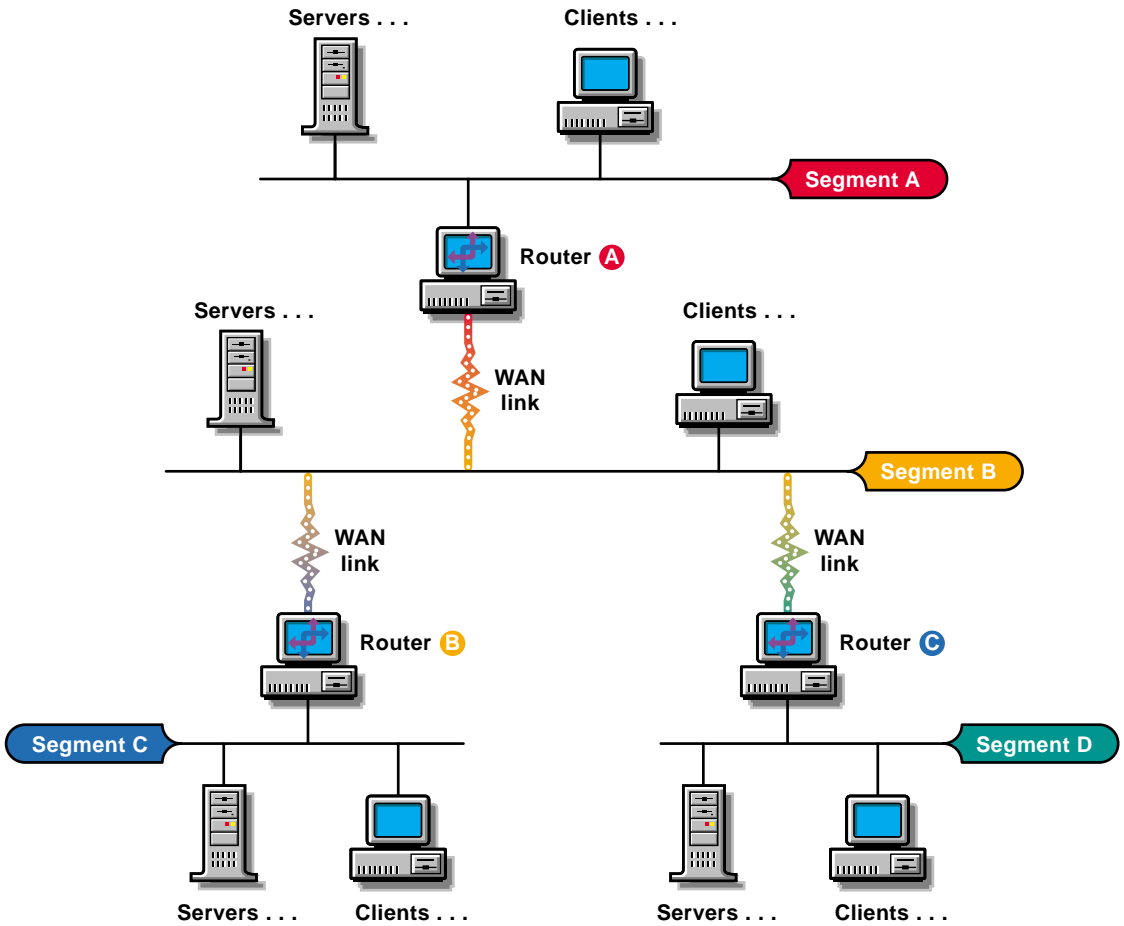 Servers . . .
Clients . . .
Segment A
Router A
Servers . . .
Clients . . .
WAN
link
Segment B
WAN
link
WAN
link
Router B
Router C
Segment C
Segment D
Servers . . .
Clients . . .
Servers . . .
Clients . . .